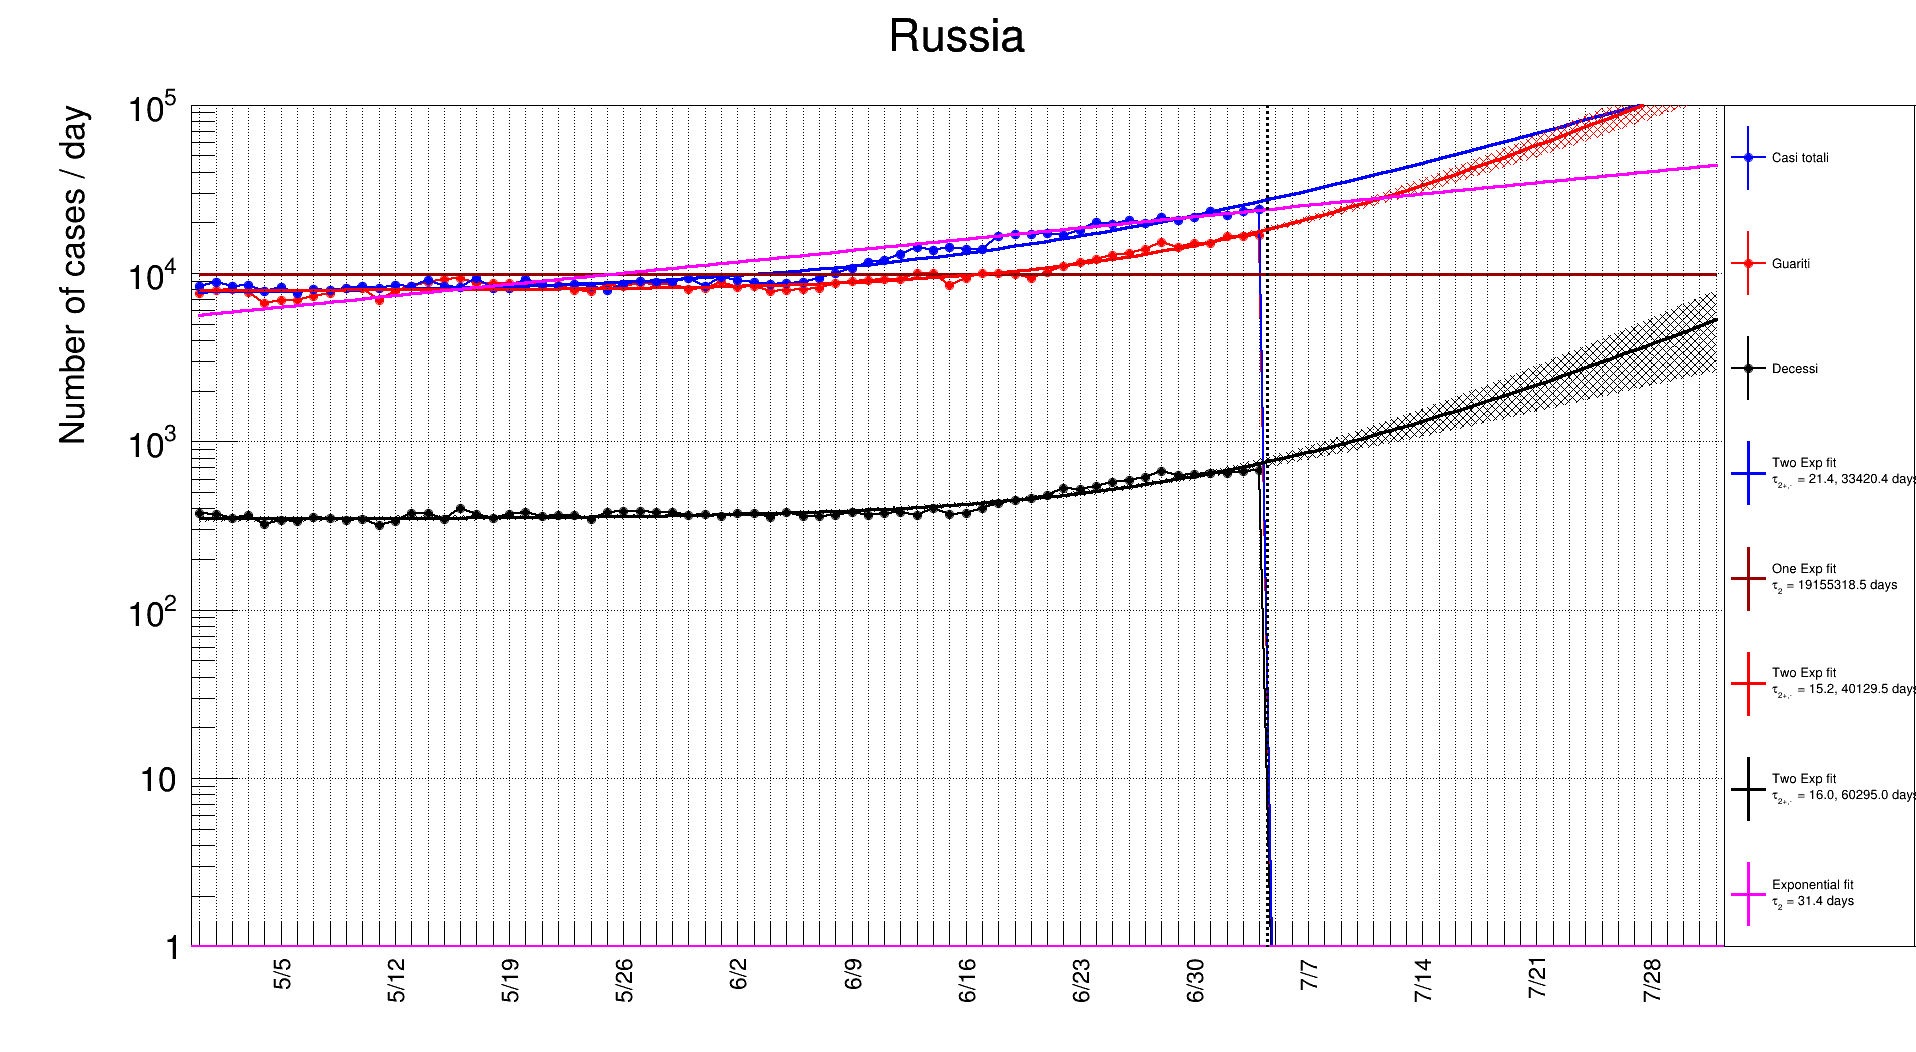 Russia
Number of cases / day
10^5
10^4
10^3
10^2
10
1
5/5
5/12
5/19
5/26
6/2
6/9
6/16
6/23
6/30
7/7
7/14
7/21
7/28
Casi totali
Guariti
Decessi
Two Exp fit
τ2+,- = 21.4, 33420.4 days
One Exp fit
τ2 = 19155318.5 days
Two Exp fit
τ2+,- = 15.2, 40129.5 days
Two Exp fit
τ2+,- = 16.0, 60295.0 days
Exponential fit
τ2 = 31.4 days